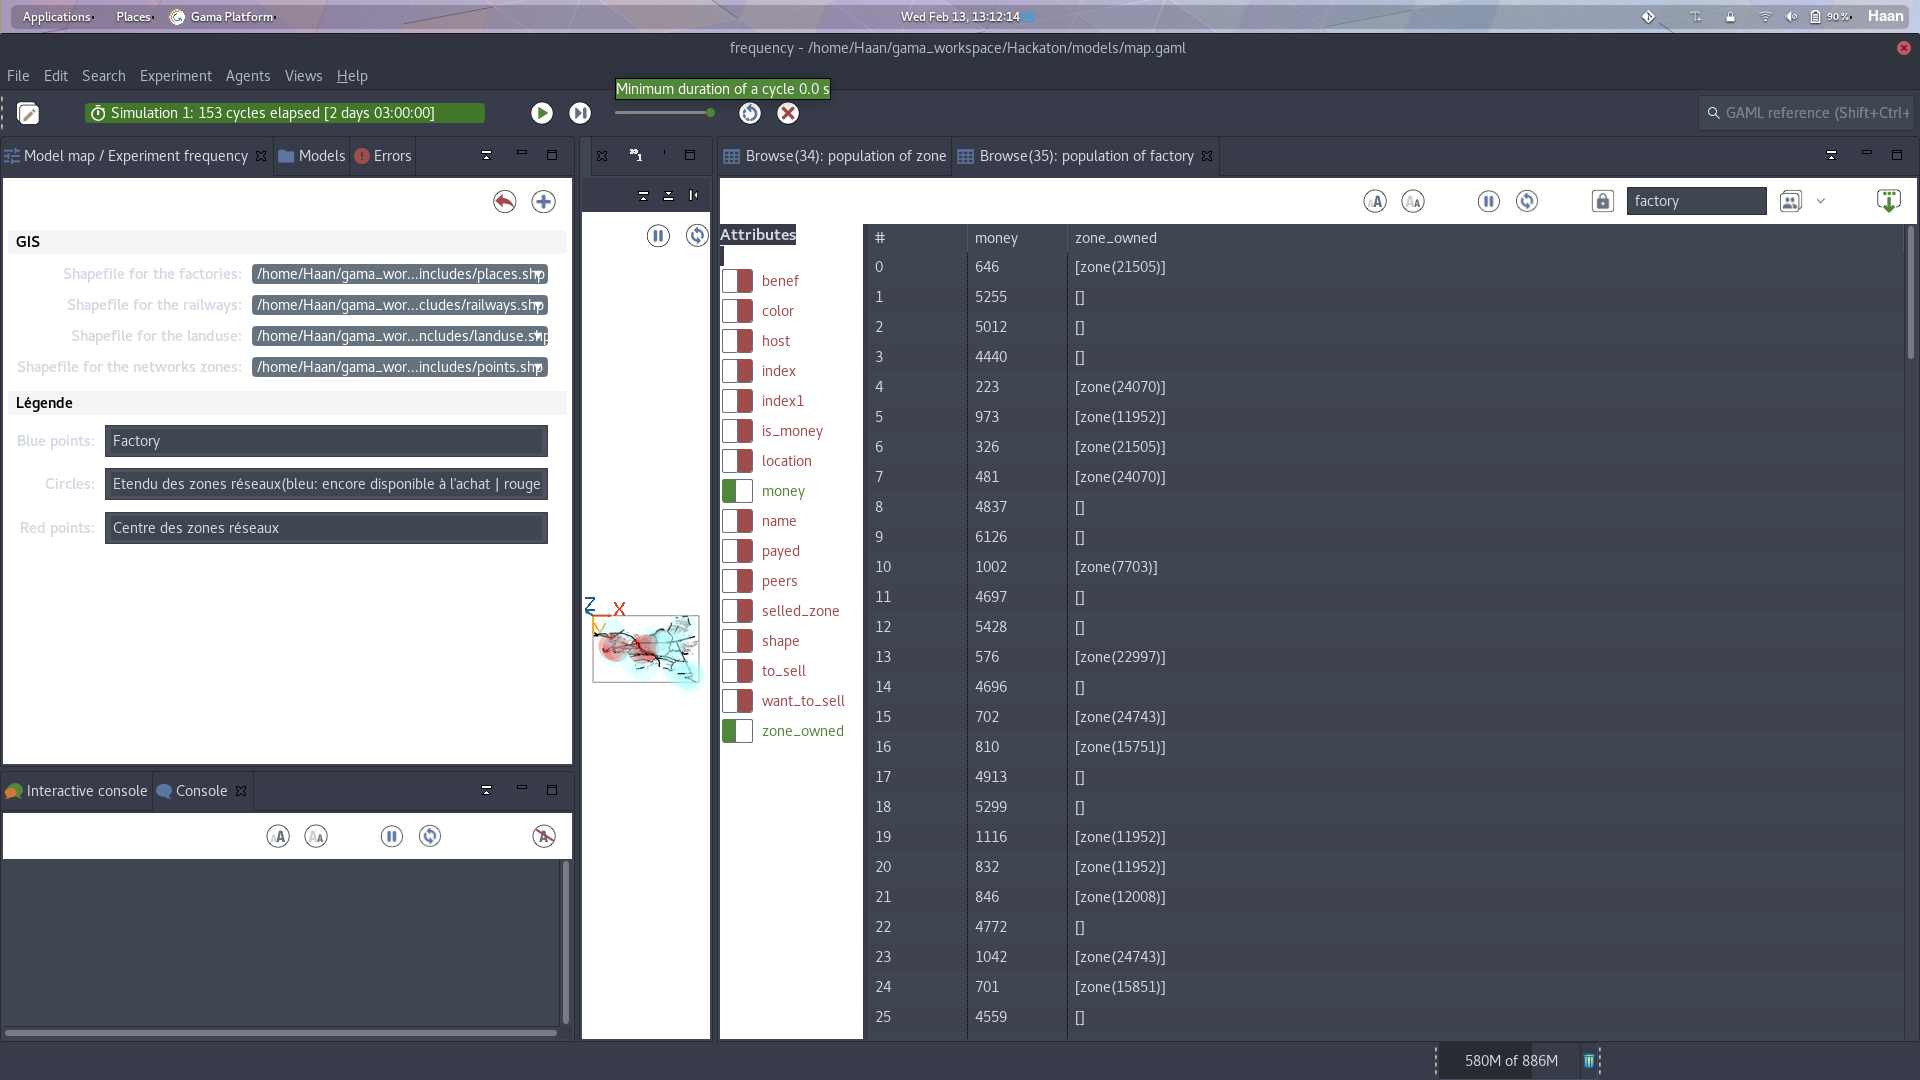 Applications Places Gama Platform Wed Feb 13, 13:12:14 90% Haan
frequency - /home/Haan/gama_workspace/Hackaton/models/map.gaml
File Edit Search Experiment Agents Views Help
Minimum duration of a cycle 0.0 s
Simulation 1: 153 cycles elapsed [2 days 03:00:00]
GAML reference (Shift+Ctrl+
Model map / Experiment frequency Models Errors
GIS
Shapefile for the factories: /home/Haan/gama_wor...includes/places.shp
Shapefile for the railways: /home/Haan/gama_wor...cludes/railways.shp
Shapefile for the landuse: /home/Haan/gama_wor...ncludes/landuse.shp
Shapefile for the networks zones: /home/Haan/gama_wor...includes/points.shp
Légende
Blue points: Factory
Circles: Etendu des zones réseaux(bleu: encore disponible à l'achat | rouge
Red points: Centre des zones réseaux
Interactive console Console
Z X
Y
Browse(34): population of zone Browse(35): population of factory
factory
Attributes
benef
color
host
index
index1
is_money
location
money
name
payed
peers
selled_zone
shape
to_sell
want_to_sell
zone_owned
# money zone_owned
0 646 [zone(21505)]
1 5255 []
2 5012 []
3 4440 []
4 223 [zone(24070)]
5 973 [zone(11952)]
6 326 [zone(21505)]
7 481 [zone(24070)]
8 4837 []
9 6126 []
10 1002 [zone(7703)]
11 4697 []
12 5428 []
13 576 [zone(22997)]
14 4696 []
15 702 [zone(24743)]
16 810 [zone(15751)]
17 4913 []
18 5299 []
19 1116 [zone(11952)]
20 832 [zone(11952)]
21 846 [zone(12008)]
22 4772 []
23 1042 [zone(24743)]
24 701 [zone(15851)]
25 4559 []
580M of 886M